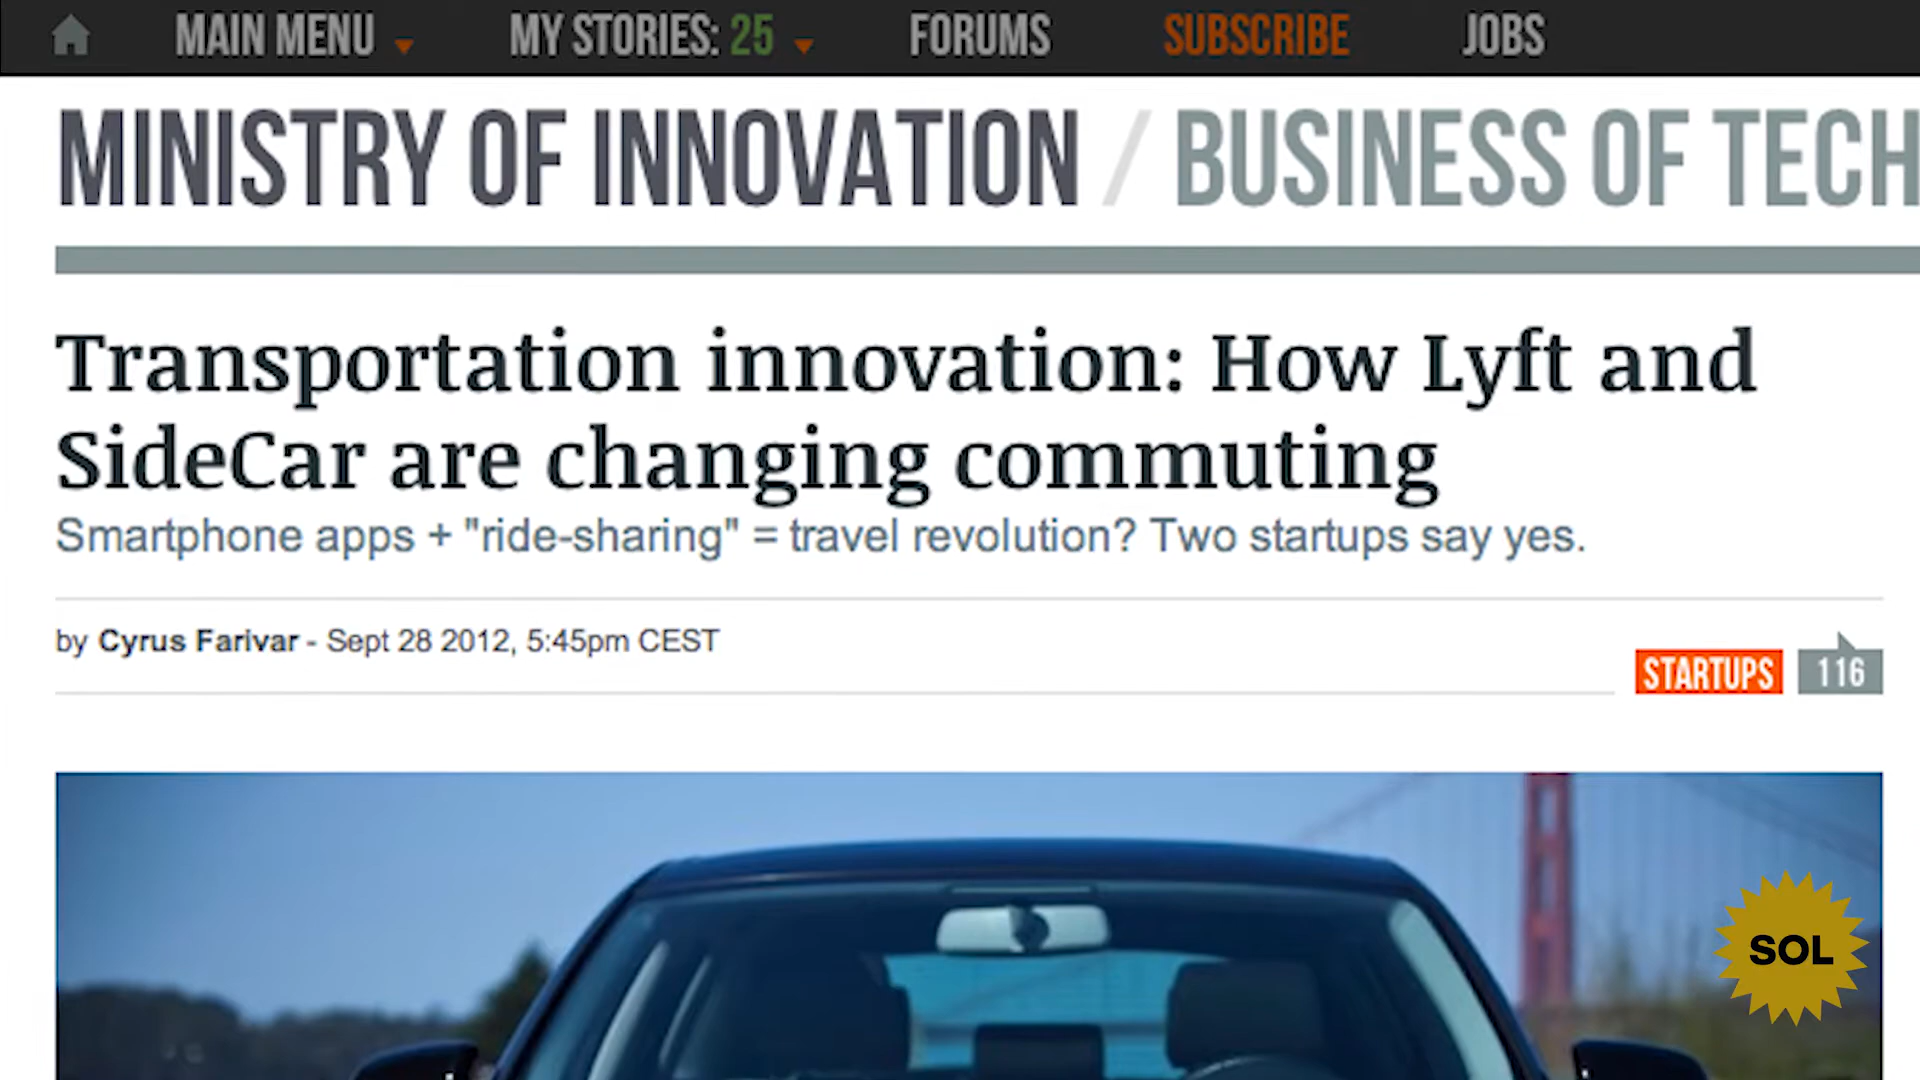 MAIN MENU MY STORIES: 25 FORUMS SUBSCRIBE JOBS
MINISTRY OF INNOVATION / BUSINESS OF TECH
Transportation innovation: How Lyft and
SideCar are changing commuting
Smartphone apps + "ride-sharing" = travel revolution? Two startups say yes.
by Cyrus Farivar - Sept 28 2012, 5:45pm CEST
STARTUPS 116
SOL